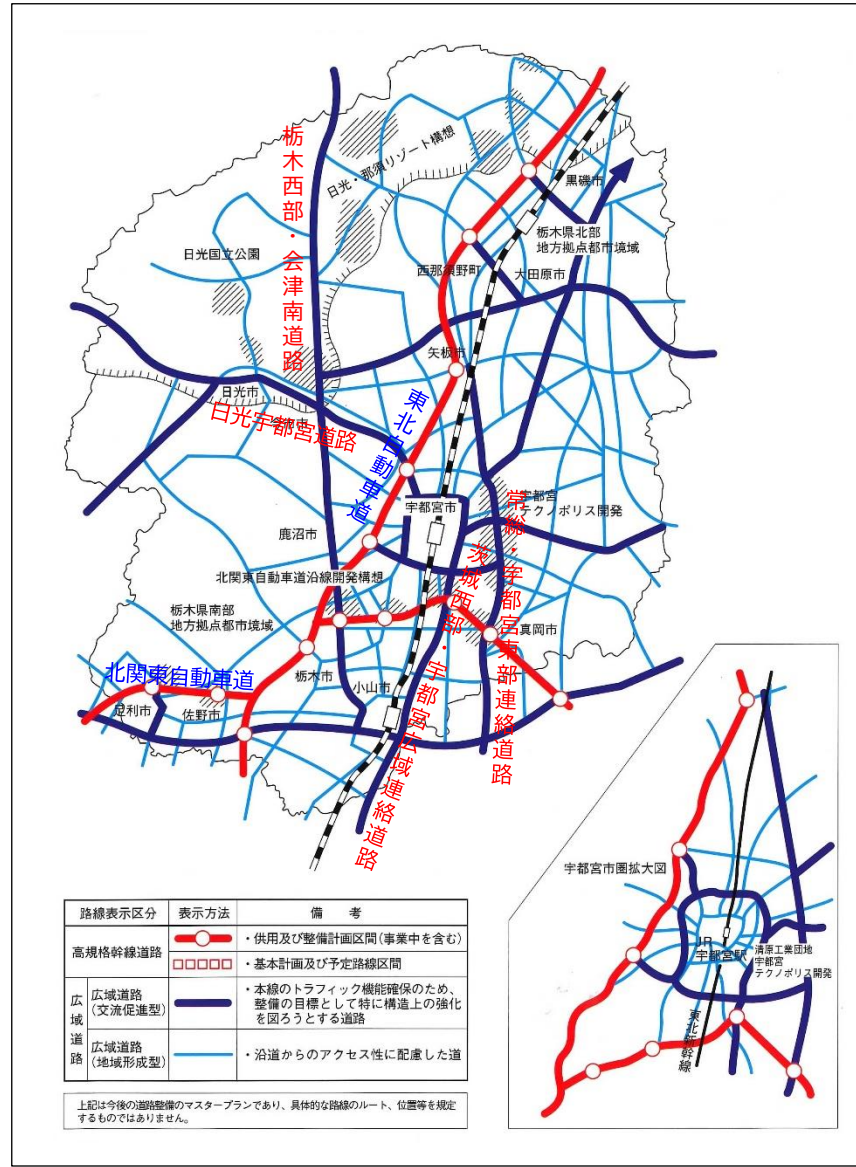 栃木西部・会津南道路
日光・那須リゾート構想
黒磯市
栃木県北部
地方拠点都市境域
日光国立公園
西那須野町
大田原市
矢板市
日光市
日光宇都宮道路
東北自動車道
宇都宮市
宇都宮
テクノポリス開発
鹿沼市
常総・宇都宮東部連絡道路
茨城西部・宇都宮広域連絡道路
北関東自動車道沿線開発構想
栃木県南部
地方拠点都市境域
真岡市
北関東自動車道
栃木市
小山市
足利市
佐野市
宇都宮市圏拡大図
JR
宇都宮駅
清原工業団地
宇都宮
テクノポリス開発
東北新幹線
路線表示区分 表示方法 備考
高規格幹線道路 ・供用及び整備計画区間(事業中を含む)
・基本計画及び予定路線区間
広域道路
広域道路
(交流促進型)
・本線のトラフィック機能確保のため、
整備の目標として特に構造上の強化
を図ろうとする道路
広域道路
(地域形成型)
・沿道からのアクセス性に配慮した道
上記は今後の道路整備のマスタープランであり、具体的な路線のルート、位置等を規定
するものではありません。